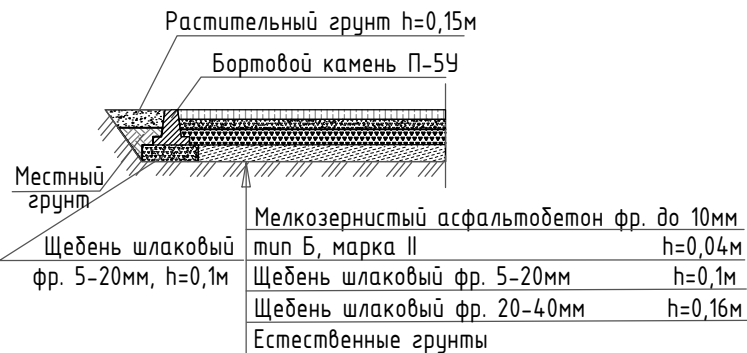 Растительный грунт h=0,15м
Бортовой камень П-5У
Местный
грунт
Щебень шлаковый
фр. 5-20мм, h=0,1м
Мелкозернистый асфальтобетон фр. до 10мм
тип Б, марка II h=0,04м
Щебень шлаковый фр. 5-20мм h=0,1м
Щебень шлаковый фр. 20-40мм h=0,16м
Естественные грунты